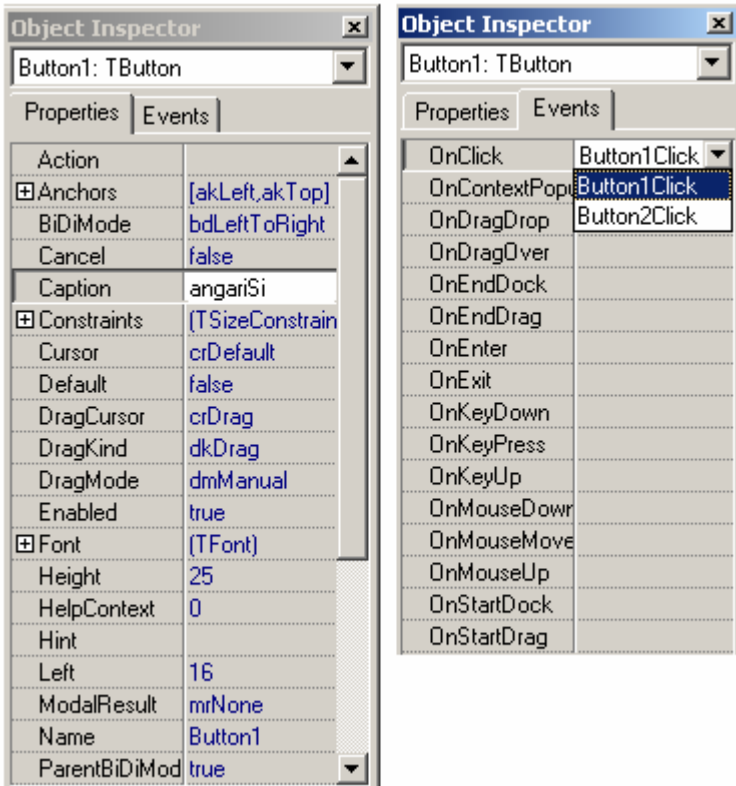 Object Inspector
Button1: TButton
Properties Events
Action
Anchors [akLeft,akTop]
BiDiMode bdLeftToRight
Cancel false
Caption angariSi
Constraints (TSizeConstrain
Cursor crDefault
Default false
DragCursor crDrag
DragKind dkDrag
DragMode dmManual
Enabled true
Font (TFont)
Height 25
HelpContext 0
Hint
Left 16
ModalResult mrNone
Name Button1
ParentBiDiMod true
Object Inspector
Button1: TButton
Properties Events
OnClick Button1Click
OnContextPopu Button1Click
OnDragDrop Button2Click
OnDragOver
OnEndDock
OnEndDrag
OnEnter
OnExit
OnKeyDown
OnKeyPress
OnKeyUp
OnMouseDown
OnMouseMove
OnMouseUp
OnStartDock
OnStartDrag